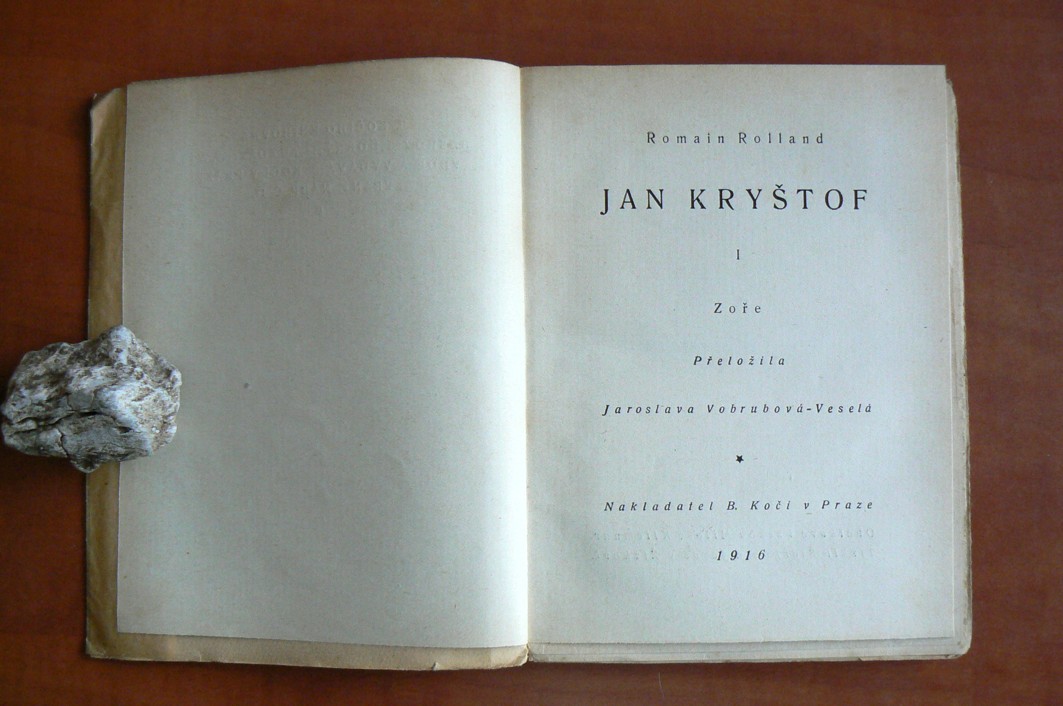 Romain Rolland
JAN KRYŠTOF
I
Zoře
Přeložila
Jaroslava Vobrubová-Veselá
Nakladatel B. Kočí v Praze
1916